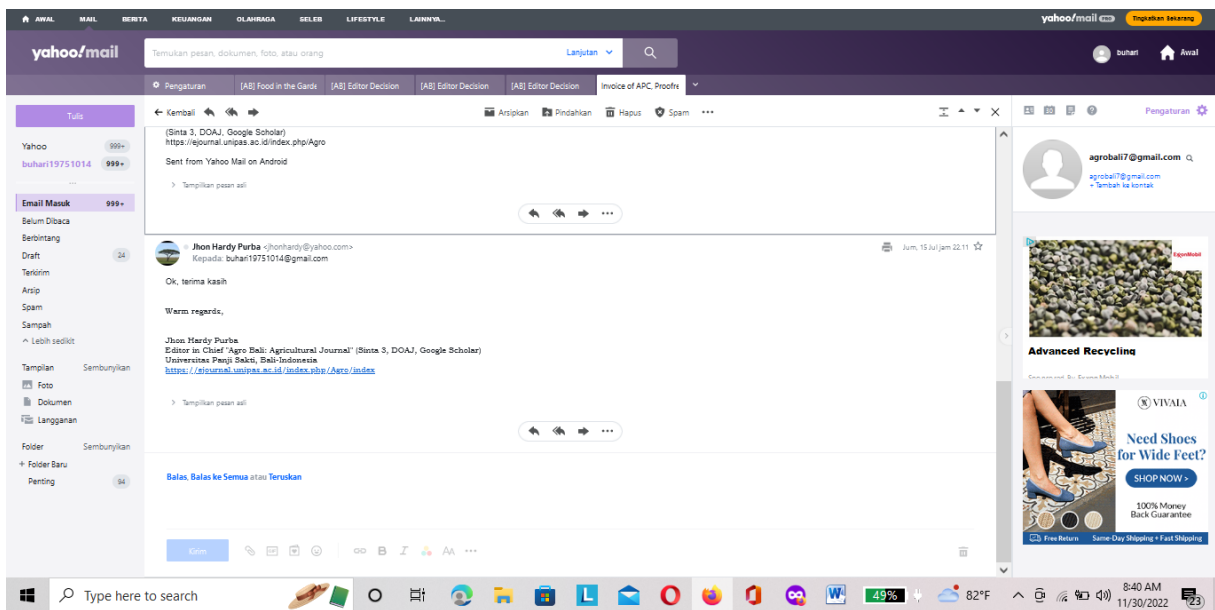 AWAL MAIL BERITA KEUANGAN OLAHRAGA SELEB LIFESTYLE LAINNYA...
yahoo!mail PRO Tingkatkan Sekarang
yahoo!mail
Temukan pesan, dokumen, foto, atau orang
Lanjutan
buhari
Awal
Pengaturan
[AB] Food in the Garde
[AB] Editor Decision
[AB] Editor Decision
[AB] Editor Decision
Invoice of APC, Proofre
Tulis
Kembali
Arsipkan Pindahkan Hapus Spam
Pengaturan
Yahoo 999+
buhari19751014 999+
Email Masuk 999+
Belum Dibaca
Berbintang
Draft 24
Terkirim
Arsip
Spam
Sampah
Lebih sedikit
Tampilan Sembunyikan
Foto
Dokumen
Langganan
Folder Sembunyikan
+ Folder Baru
Penting 94
(Sinta 3, DOAJ, Google Scholar)
https://ejournal.unipas.ac.id/index.php/Agro
Sent from Yahoo Mail on Android
> Tampilkan pesan asli
Jhon Hardy Purba <jhonhardy@yahoo.com>
Kepada: buhari19751014@gmail.com
Jum, 15 Jul jam 22.11
Ok, terima kasih
Warm regards,
Jhon Hardy Purba
Editor in Chief "Agro Bali: Agricultural Journal" (Sinta 3, DOAJ, Google Scholar)
Universitas Panji Sakti, Bali-Indonesia
https://ejournal.unipas.ac.id/index.php/Agro/index
> Tampilkan pesan asli
Balas, Balas ke Semua atau Teruskan
Kirim GIF B I AA
agrobali7@gmail.com
agrobali7@gmail.com
+ Tambah ke kontak
ExxonMobil
Advanced Recycling
Sponsored By Exxon Mobil
VIVAIA
Need Shoes
for Wide Feet?
SHOP NOW >
100% Money
Back Guarantee
Free Return Same-Day Shipping + Fast Shipping
Type here to search
49%
82°F
8:40 AM
11/30/2022
23